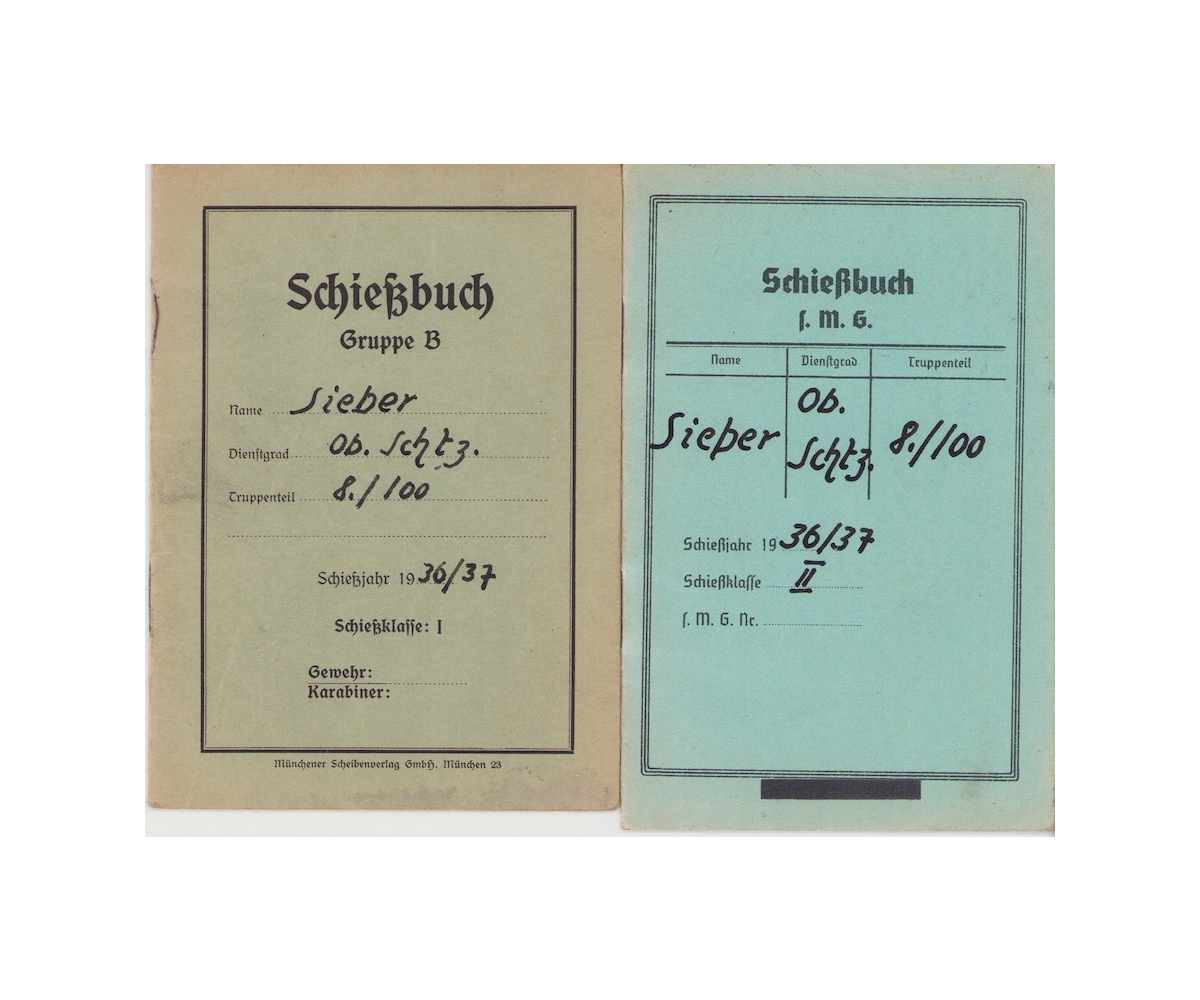 Schießbuch
Gruppe B
Name Sieber
Dienstgrad Ob. Schtz.
Truppenteil 8./100
Schießjahr 1936/37
Schießklasse: I
Gewehr:
Karabiner:
Münchener Scheibenverlag GmbH. München 23
Schießbuch
s. M. G.
Name Dienstgrad Truppenteil
Sieber Ob. Schtz. 8./100
Schießjahr 1936/37
Schießklasse II
s. M. G. Nr.